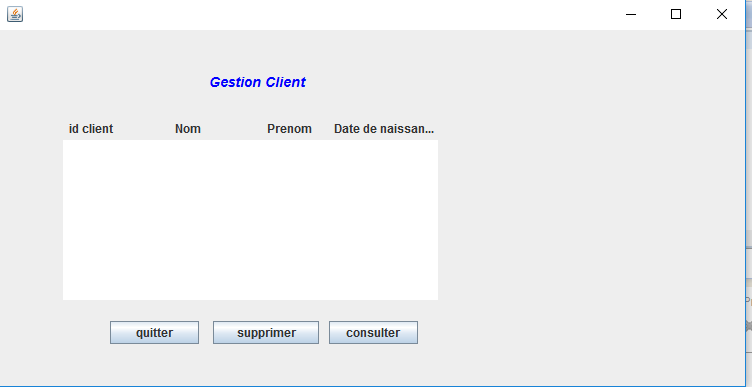 Gestion Client
id client Nom Prenom Date de naissan...
quitter supprimer consulter